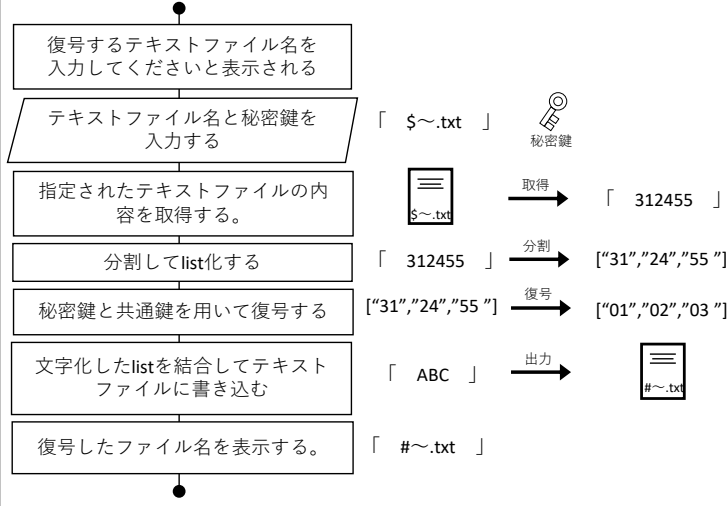 復号するテキストファイル名を
入力してくださいと表示される
テキストファイル名と秘密鍵を
入力する
「 $～.txt 」
秘密鍵
指定されたテキストファイルの内
容を取得する。
$～.txt
取得
「 312455 」
分割してlist化する
「 312455 」
分割
[“31”,”24”,”55 ”]
秘密鍵と共通鍵を用いて復号する
[“31”,”24”,”55 ”]
復号
[“01”,”02”,”03 ”]
文字化したlistを結合してテキスト
ファイルに書き込む
「 ABC 」
出力
#～.txt
復号したファイル名を表示する。
「 #～.txt 」